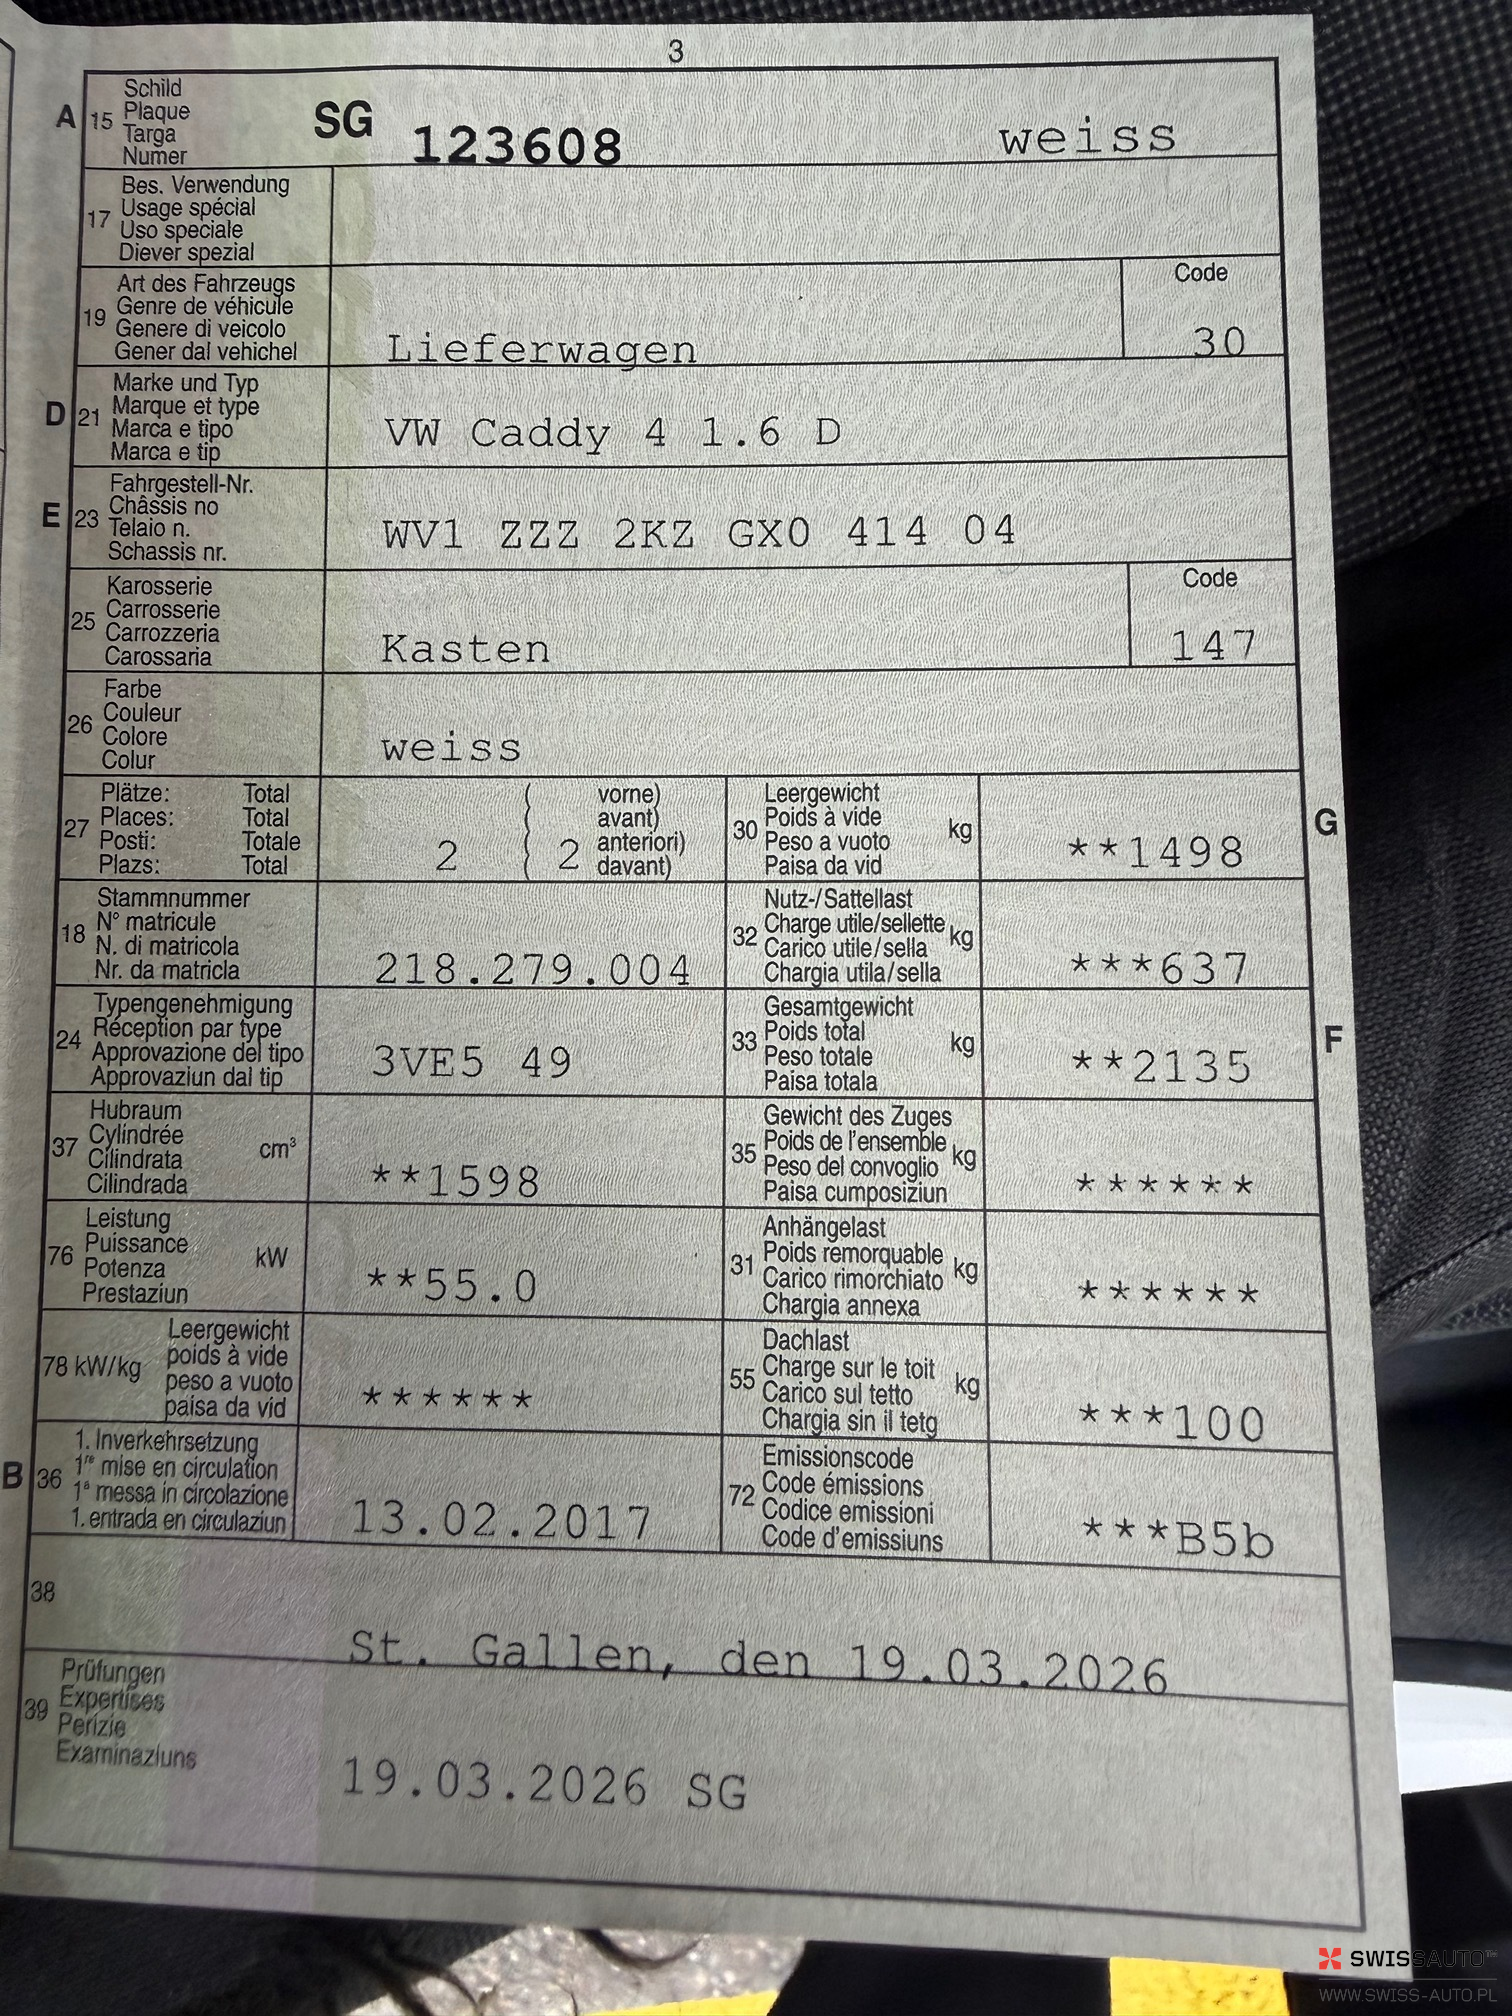 3
A 15 Schild
Plaque
Targa
Numer
SG 123608 weiss
17 Bes. Verwendung
Usage spécial
Uso speciale
Diever spezial
19 Art des Fahrzeugs
Genre de véhicule
Genere di veicolo
Gener dal vehichel
Lieferwagen
Code
30
D 21 Marke und Typ
Marque et type
Marca e tipo
Marca e tip
VW Caddy 4 1.6 D
E 23 Fahrgestell-Nr.
Châssis no
Telaio n.
Schassis nr.
WV1 ZZZ 2KZ GX0 414 04
25 Karosserie
Carrosserie
Carrozzeria
Carossaria
Kasten
Code
147
26 Farbe
Couleur
Colore
Colur
weiss
27 Plätze: Total
Places: Total
Posti: Totale
Plazs: Total
2 ( 2 vorne)
avant)
anteriori)
davant)
30 Leergewicht
Poids à vide
Peso a vuoto
Paisa da vid
kg
**1498
G
18 Stammnummer
N° matricule
N. di matricola
Nr. da matricla
218.279.004
32 Nutz-/Sattellast
Charge utile/sellette
Carico utile/sella
Chargia utila/sella
kg
***637
24 Typengenehmigung
Réception par type
Approvazione del tipo
Approvaziun dal tip
3VE5 49
33 Gesamtgewicht
Poids total
Peso totale
Paisa totala
kg
**2135
F
37 Hubraum
Cylindrée
Cilindrata
Cilindrada
cm³
**1598
35 Gewicht des Zuges
Poids de l'ensemble
Peso del convoglio
Paisa cumposiziun
kg
******
76 Leistung
Puissance
Potenza
Prestaziun
kW
**55.0
31 Anhängelast
Poids remorquable
Carico rimorchiato
Chargia annexa
kg
******
78 kW/kg Leergewicht
poids à vide
peso a vuoto
paisa da vid
******
55 Dachlast
Charge sur le toit
Carico sul tetto
Chargia sin il tetg
kg
***100
B 36 1. Inverkehrsetzung
1re mise en circulation
1a messa in circolazione
1. entrada en circulaziun
13.02.2017
72 Emissionscode
Code émissions
Codice emissioni
Code d'emissiuns
***B5b
38
St. Gallen, den 19.03.2026
39 Prüfungen
Expertises
Perizie
Examinaziuns
19.03.2026 SG
SWISSAUTO™
WWW.SWISS-AUTO.PL